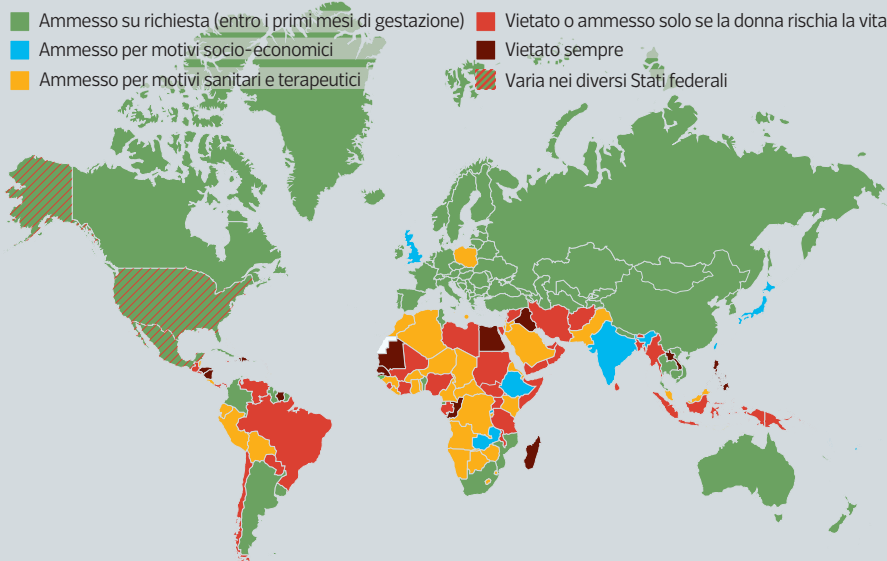 Ammesso su richiesta (entro i primi mesi di gestazione)
Ammesso per motivi socio-economici
Ammesso per motivi sanitari e terapeutici
Vietato o ammesso solo se la donna rischia la vita
Vietato sempre
Varia nei diversi Stati federali